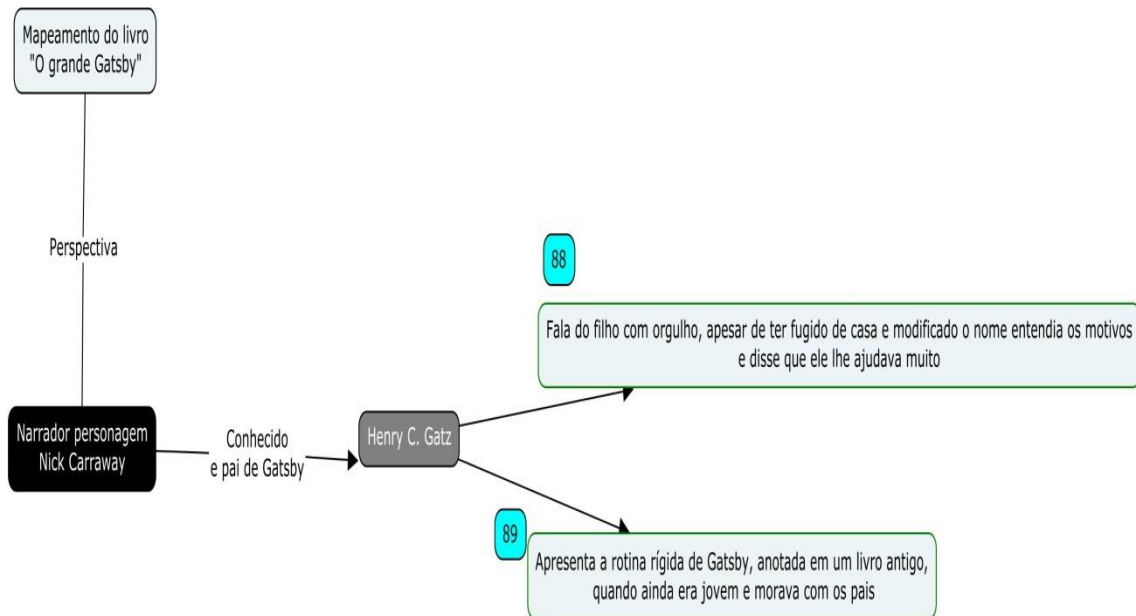 Mapeamento do livro
"O grande Gatsby"
Perspectiva
Narrador personagem
Nick Carraway
Conhecido
e pai de Gatsby
Henry C. Gatz
88
Fala do filho com orgulho, apesar de ter fugido de casa e modificado o nome entendia os motivos
e disse que ele lhe ajudava muito
89
Apresenta a rotina rígida de Gatsby, anotada em um livro antigo,
quando ainda era jovem e morava com os pais